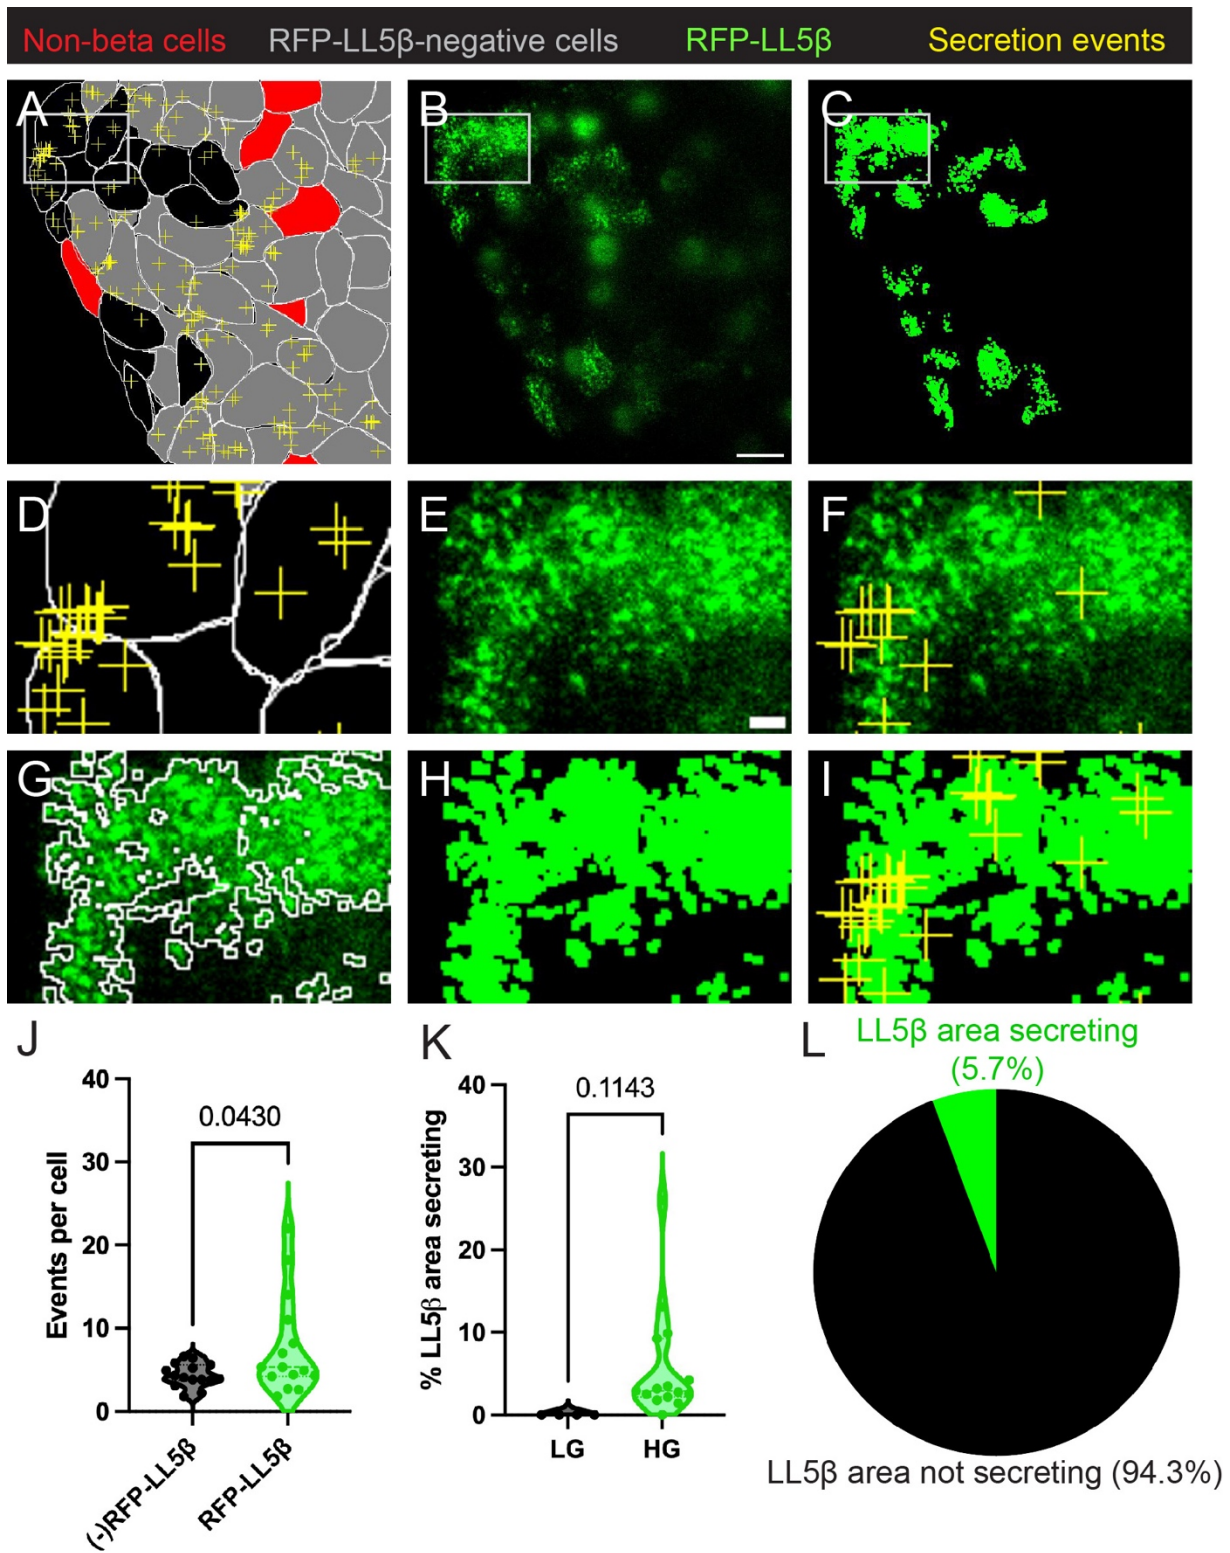 Non-beta cells RFP-LL5β-negative cells RFP-LL5β Secretion events
A B C
D E F
G H I
J K L
LL5β area secreting
(5.7%)
40
30
20
10
0
Events per cell
0.0430
(-)RFP-LL5β
RFP-LL5β
40
30
20
10
0
% LL5β area secreting
0.1143
LG HG
LL5β area not secreting (94.3%)